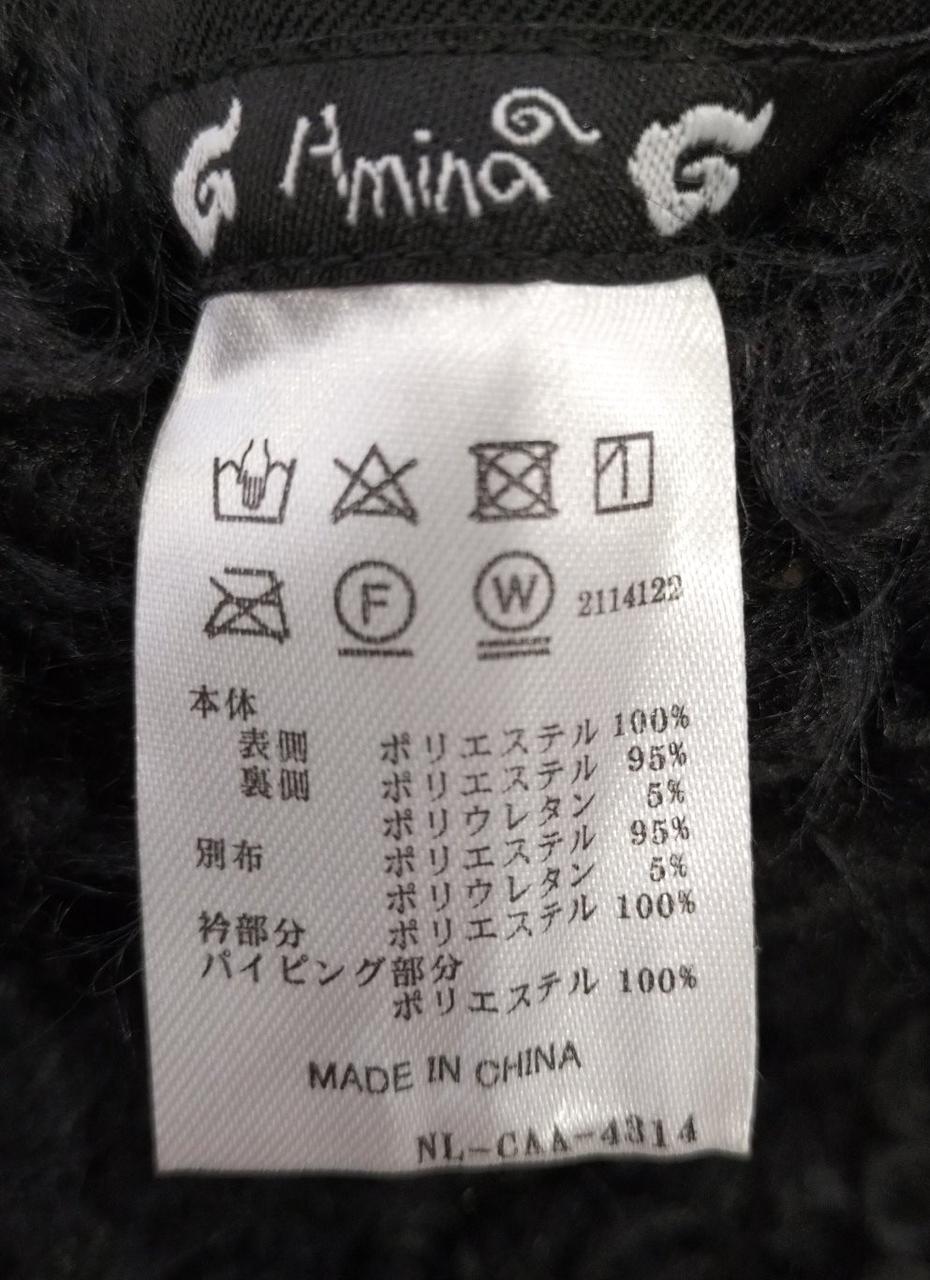 Amina
F W 2114122
本体
表側 ポリエステル 100%
裏側 ポリエステル 95%
ポリウレタン 5%
別布 ポリエステル 95%
ポリウレタン 5%
衿部分 ポリエステル 100%
パイピング部分
ポリエステル 100%
MADE IN CHINA
NL-CAA-4314